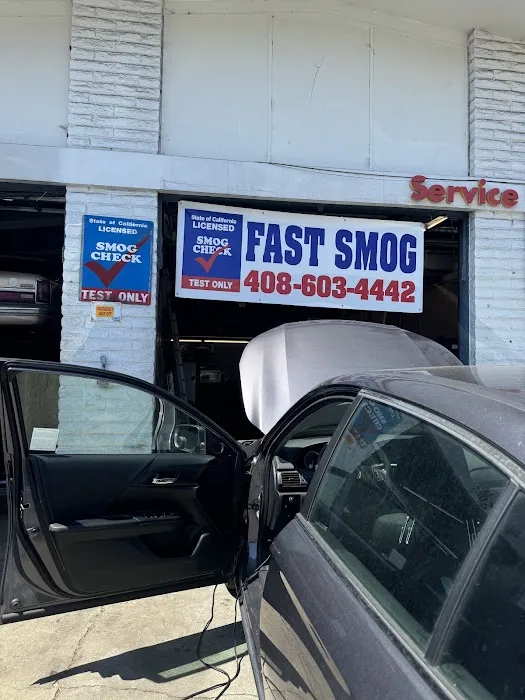 Service
State of California
LICENSED
SMOG
CHECK
TEST ONLY
State of California
LICENSED
SMOG
CHECK
TEST ONLY
FAST SMOG
408-603-4442